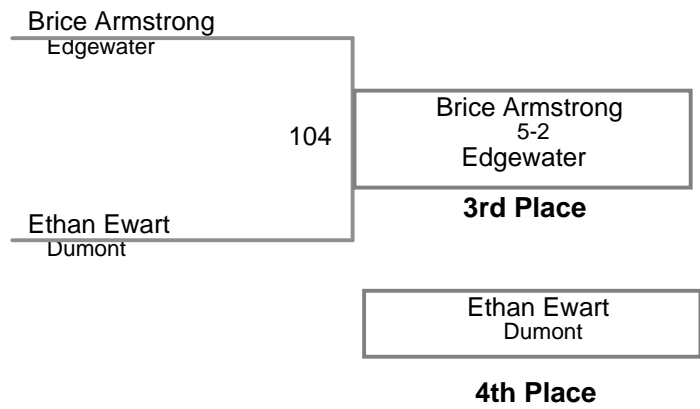 Brice Armstrong
Edgewater
104
Brice Armstrong
5-2
Edgewater
3rd Place
Ethan Ewart
Dumont
Ethan Ewart
Dumont
4th Place